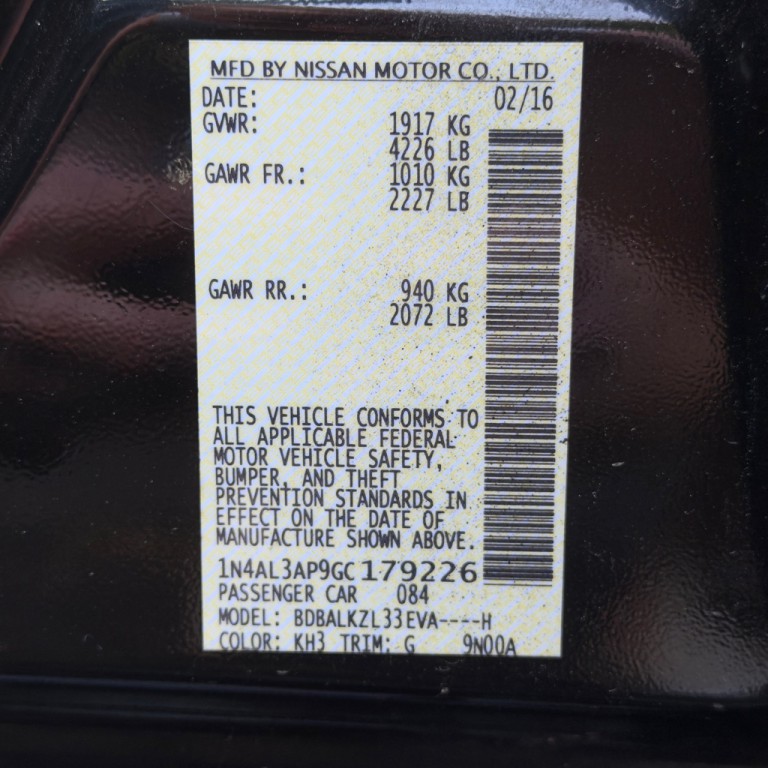 MFD BY NISSAN MOTOR CO., LTD.
DATE: 02/16
GVWR: 1917 KG
4226 LB
GAWR FR.: 1010 KG
2227 LB
GAWR RR.: 940 KG
2072 LB
THIS VEHICLE CONFORMS TO
ALL APPLICABLE FEDERAL
MOTOR VEHICLE SAFETY,
BUMPER, AND THEFT
PREVENTION STANDARDS IN
EFFECT ON THE DATE OF
MANUFACTURE SHOWN ABOVE.
1N4AL3AP9GC179226
PASSENGER CAR 084
MODEL: BDBALKZL33EVA----H
COLOR: KH3 TRIM: G 9N00A